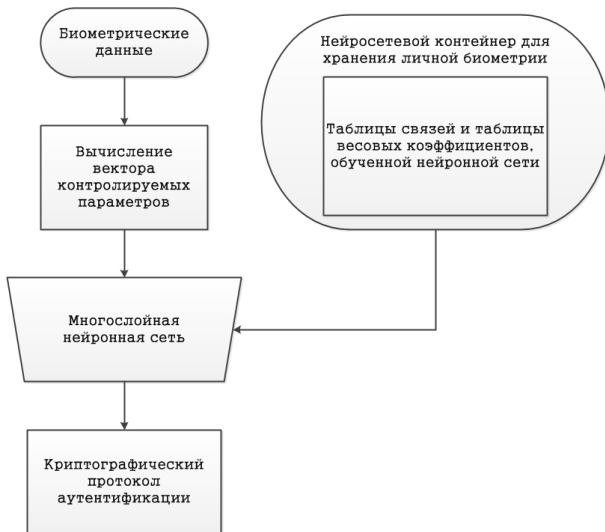 Биометрические
данные
Нейросетевой контейнер для
хранения личной биометрии
Таблицы связей и таблицы
весовых коэффициентов,
обученной нейронной сети
Вычисление
вектора
контролируемых
параметров
Многослойная
нейронная сеть
Криптографический
протокол
аутентификации